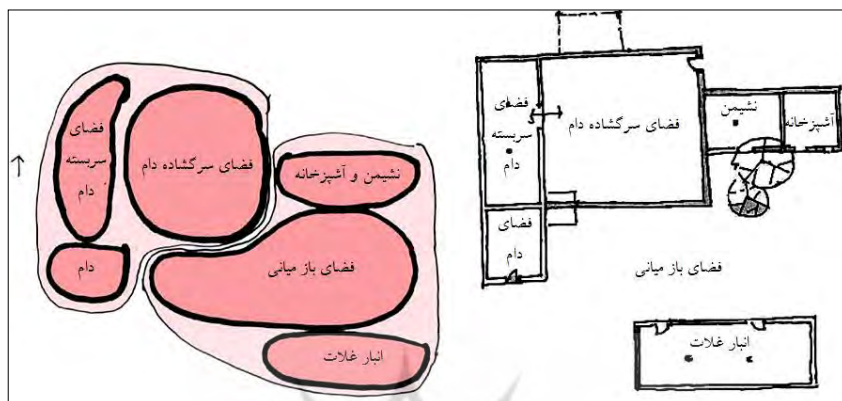 فضای
سربسته
دام
فضای سرگشاده دام
نشیمن و آشپزخانه
دام
فضای باز میانی
انبار غلات
فضای
سربسته
دام
فضای سرگشاده دام
نشیمن
آشپزخانه
فضای
دام
فضای باز میانی
انبار غلات